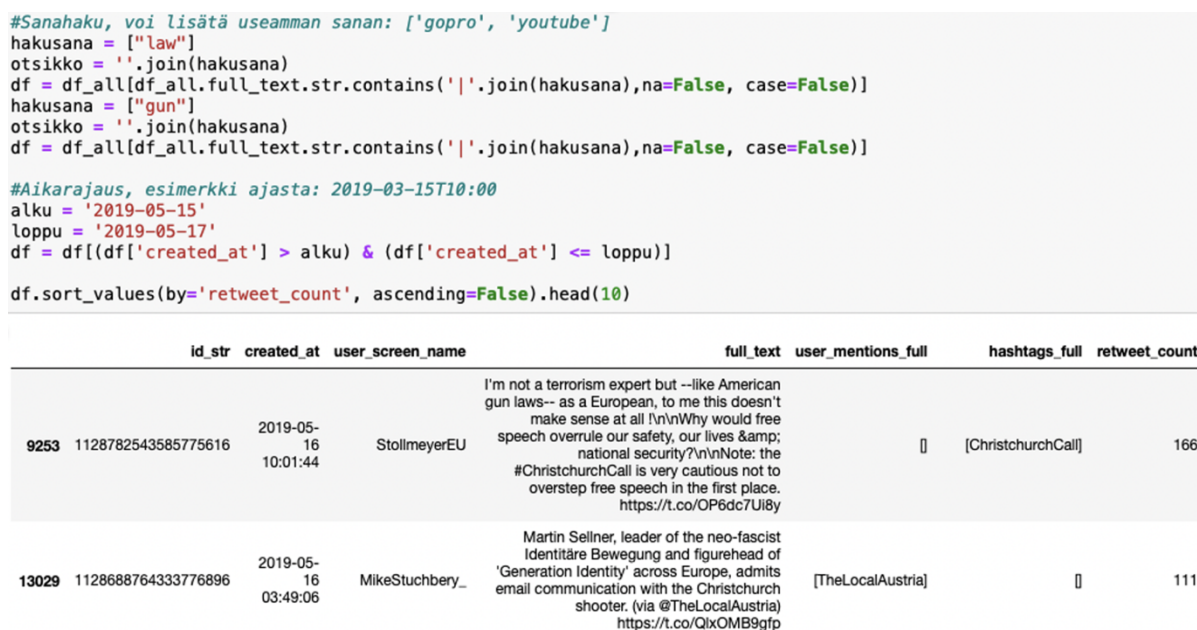 #Sanahaku, voi lisätä useamman sanan: ['gopro', 'youtube']
hakusana = ["law"]
otsikko = ''.join(hakusana)
df = df_all[df_all.full_text.str.contains('|'.join(hakusana),na=False, case=False)]
hakusana = ["gun"]
otsikko = ''.join(hakusana)
df = df_all[df_all.full_text.str.contains('|'.join(hakusana),na=False, case=False)]
#Aikarajaus, esimerkki ajasta: 2019-03-15T10:00
alku = '2019-05-15'
loppu = '2019-05-17'
df = df[(df['created_at'] > alku) & (df['created_at'] <= loppu)]
df.sort_values(by='retweet_count', ascending=False).head(10)
id_str created_at user_screen_name full_text user_mentions_full hashtags_full retweet_count
9253 1128782543585775616
2019-05-
16
10:01:44
StollmeyerEU
I'm not a terrorism expert but --like American
gun laws-- as a European, to me this doesn't
make sense at all !\n\nWhy would free
speech overrule our safety, our lives &amp;
national security?\n\nNote: the
#ChristchurchCall is very cautious not to
overstep free speech in the first place.
https://t.co/OP6dc7Ui8y
[] [ChristchurchCall] 166
13029 1128688764333776896
2019-05-
16
03:49:06
MikeStuchbery_
Martin Sellner, leader of the neo-fascist
Identitäre Bewegung and figurehead of
'Generation Identity' across Europe, admits
email communication with the Christchurch
shooter. (via @TheLocalAustria)
https://t.co/QlxOMB9gfp
[TheLocalAustria] [] 111